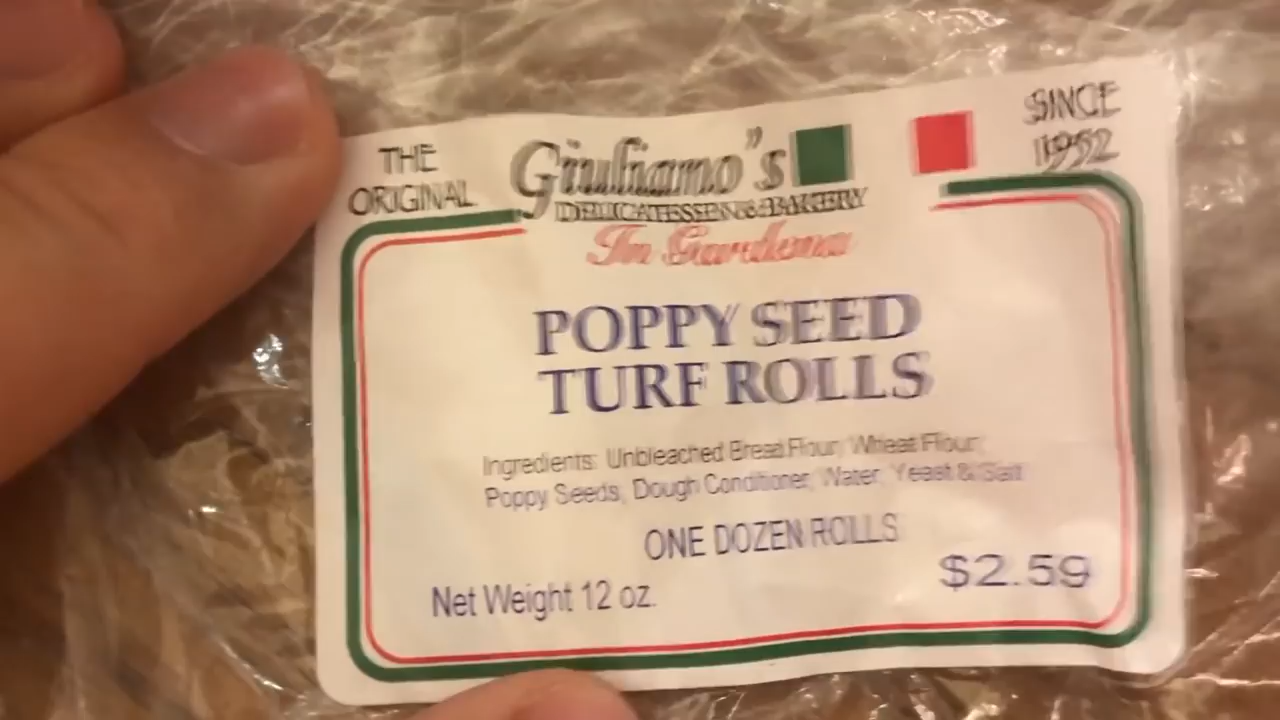 THE
ORIGINAL
Giuliano's
DELICATESSEN & BAKERY
In Gardena
SINCE
1952
POPPY SEED
TURF ROLLS
Ingredients: Unbleached Bread Flour, Wheat Flour,
Poppy Seeds, Dough Conditioner, Water, Yeast & Salt
ONE DOZEN ROLLS
Net Weight 12 oz.
$2.59